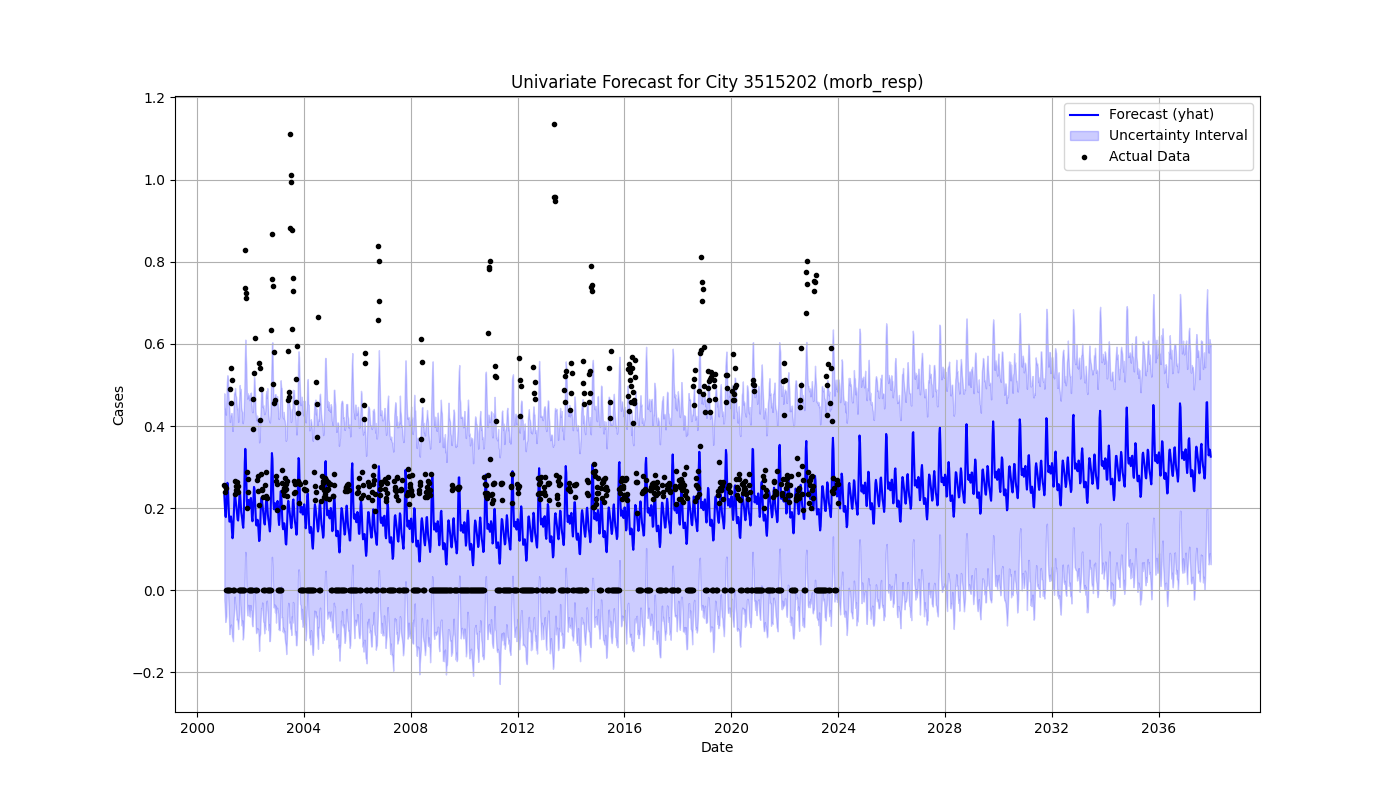 Univariate Forecast for City 3515202 (morb_resp)
Forecast (yhat)
Uncertainty Interval
Actual Data
Cases
1.2
1.0
0.8
0.6
0.4
0.2
0.0
−0.2
2000 2004 2008 2012 2016 2020 2024 2028 2032 2036
Date